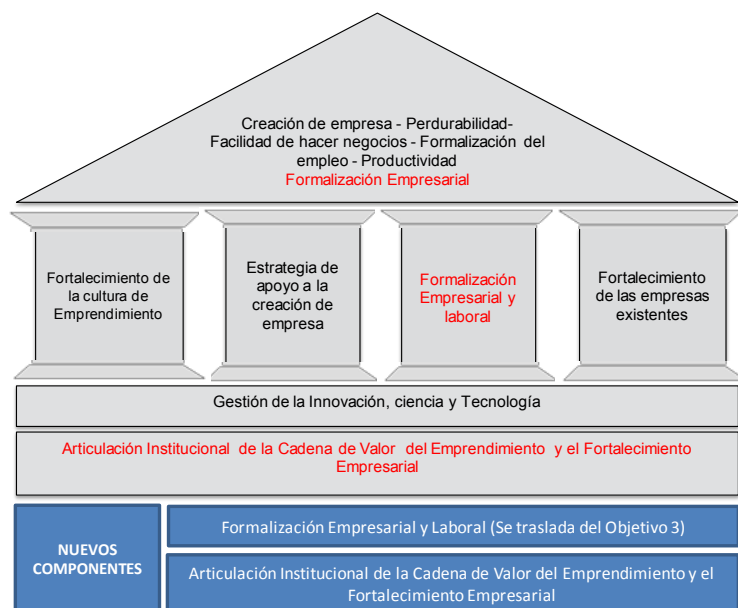 Creación de empresa - Perdurabilidad-
Facilidad de hacer negocios - Formalización del
empleo - Productividad
Formalización Empresarial
Fortalecimiento de
la cultura de
Emprendimiento
Estrategia de
apoyo a la
creación de
empresa
Formalización
Empresarial y
laboral
Fortalecimiento
de las empresas
existentes
Gestión de la Innovación, ciencia y Tecnología
Articulación Institucional de la Cadena de Valor del Emprendimiento y el Fortalecimiento
Empresarial
NUEVOS
COMPONENTES
Formalización Empresarial y Laboral (Se traslada del Objetivo 3)
Articulación Institucional de la Cadena de Valor del Emprendimiento y el
Fortalecimiento Empresarial